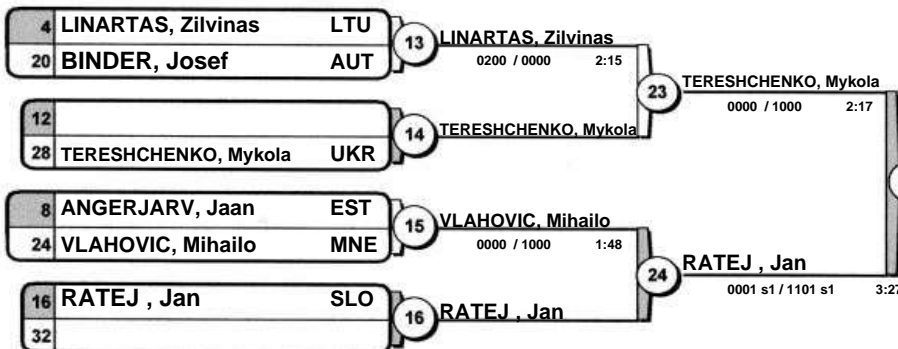 4 LINARTAS, Zilvinas LTU
20 BINDER, Josef AUT
13 LINARTAS, Zilvinas
0200 / 0000 2:15
12
28 TERESHCHENKO, Mykola UKR
14 TERESHCHENKO, Mykola
23 TERESHCHENKO, Mykola
0000 / 1000 2:17
8 ANGERJARV, Jaan EST
24 VLAHOVIC, Mihailo MNE
15 VLAHOVIC, Mihailo
0000 / 1000 1:48
16 RATEJ , Jan SLO
32
16 RATEJ , Jan
24 RATEJ , Jan
0001 s1 / 1101 s1 3:27